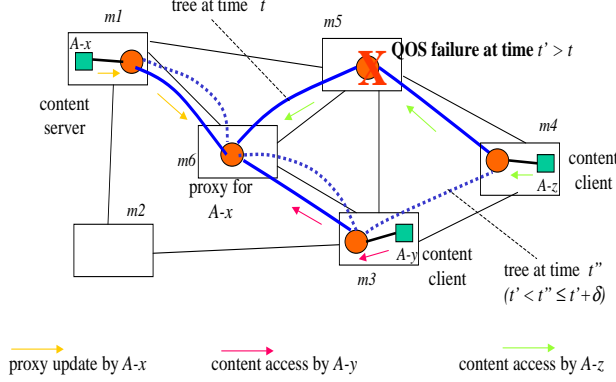 tree at time t
m1
m5
A-x
X
QOS failure at time t' > t
content
server
m4
m6
content
client
A-z
proxy for
A-x
m2
A-y
content
client
m3
tree at time t"
(t' < t" ≤ t'+δ)
proxy update by A-x
content access by A-y
content access by A-z